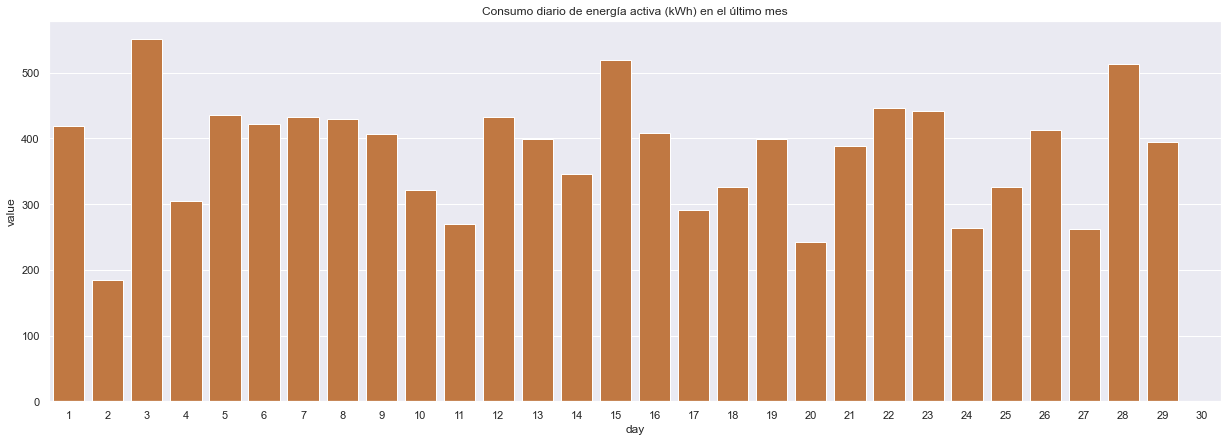 Consumo diario de energía activa (kWh) en el último mes
value
500
400
300
200
100
0
1 2 3 4 5 6 7 8 9 10 11 12 13 14 15 16 17 18 19 20 21 22 23 24 25 26 27 28 29 30
day